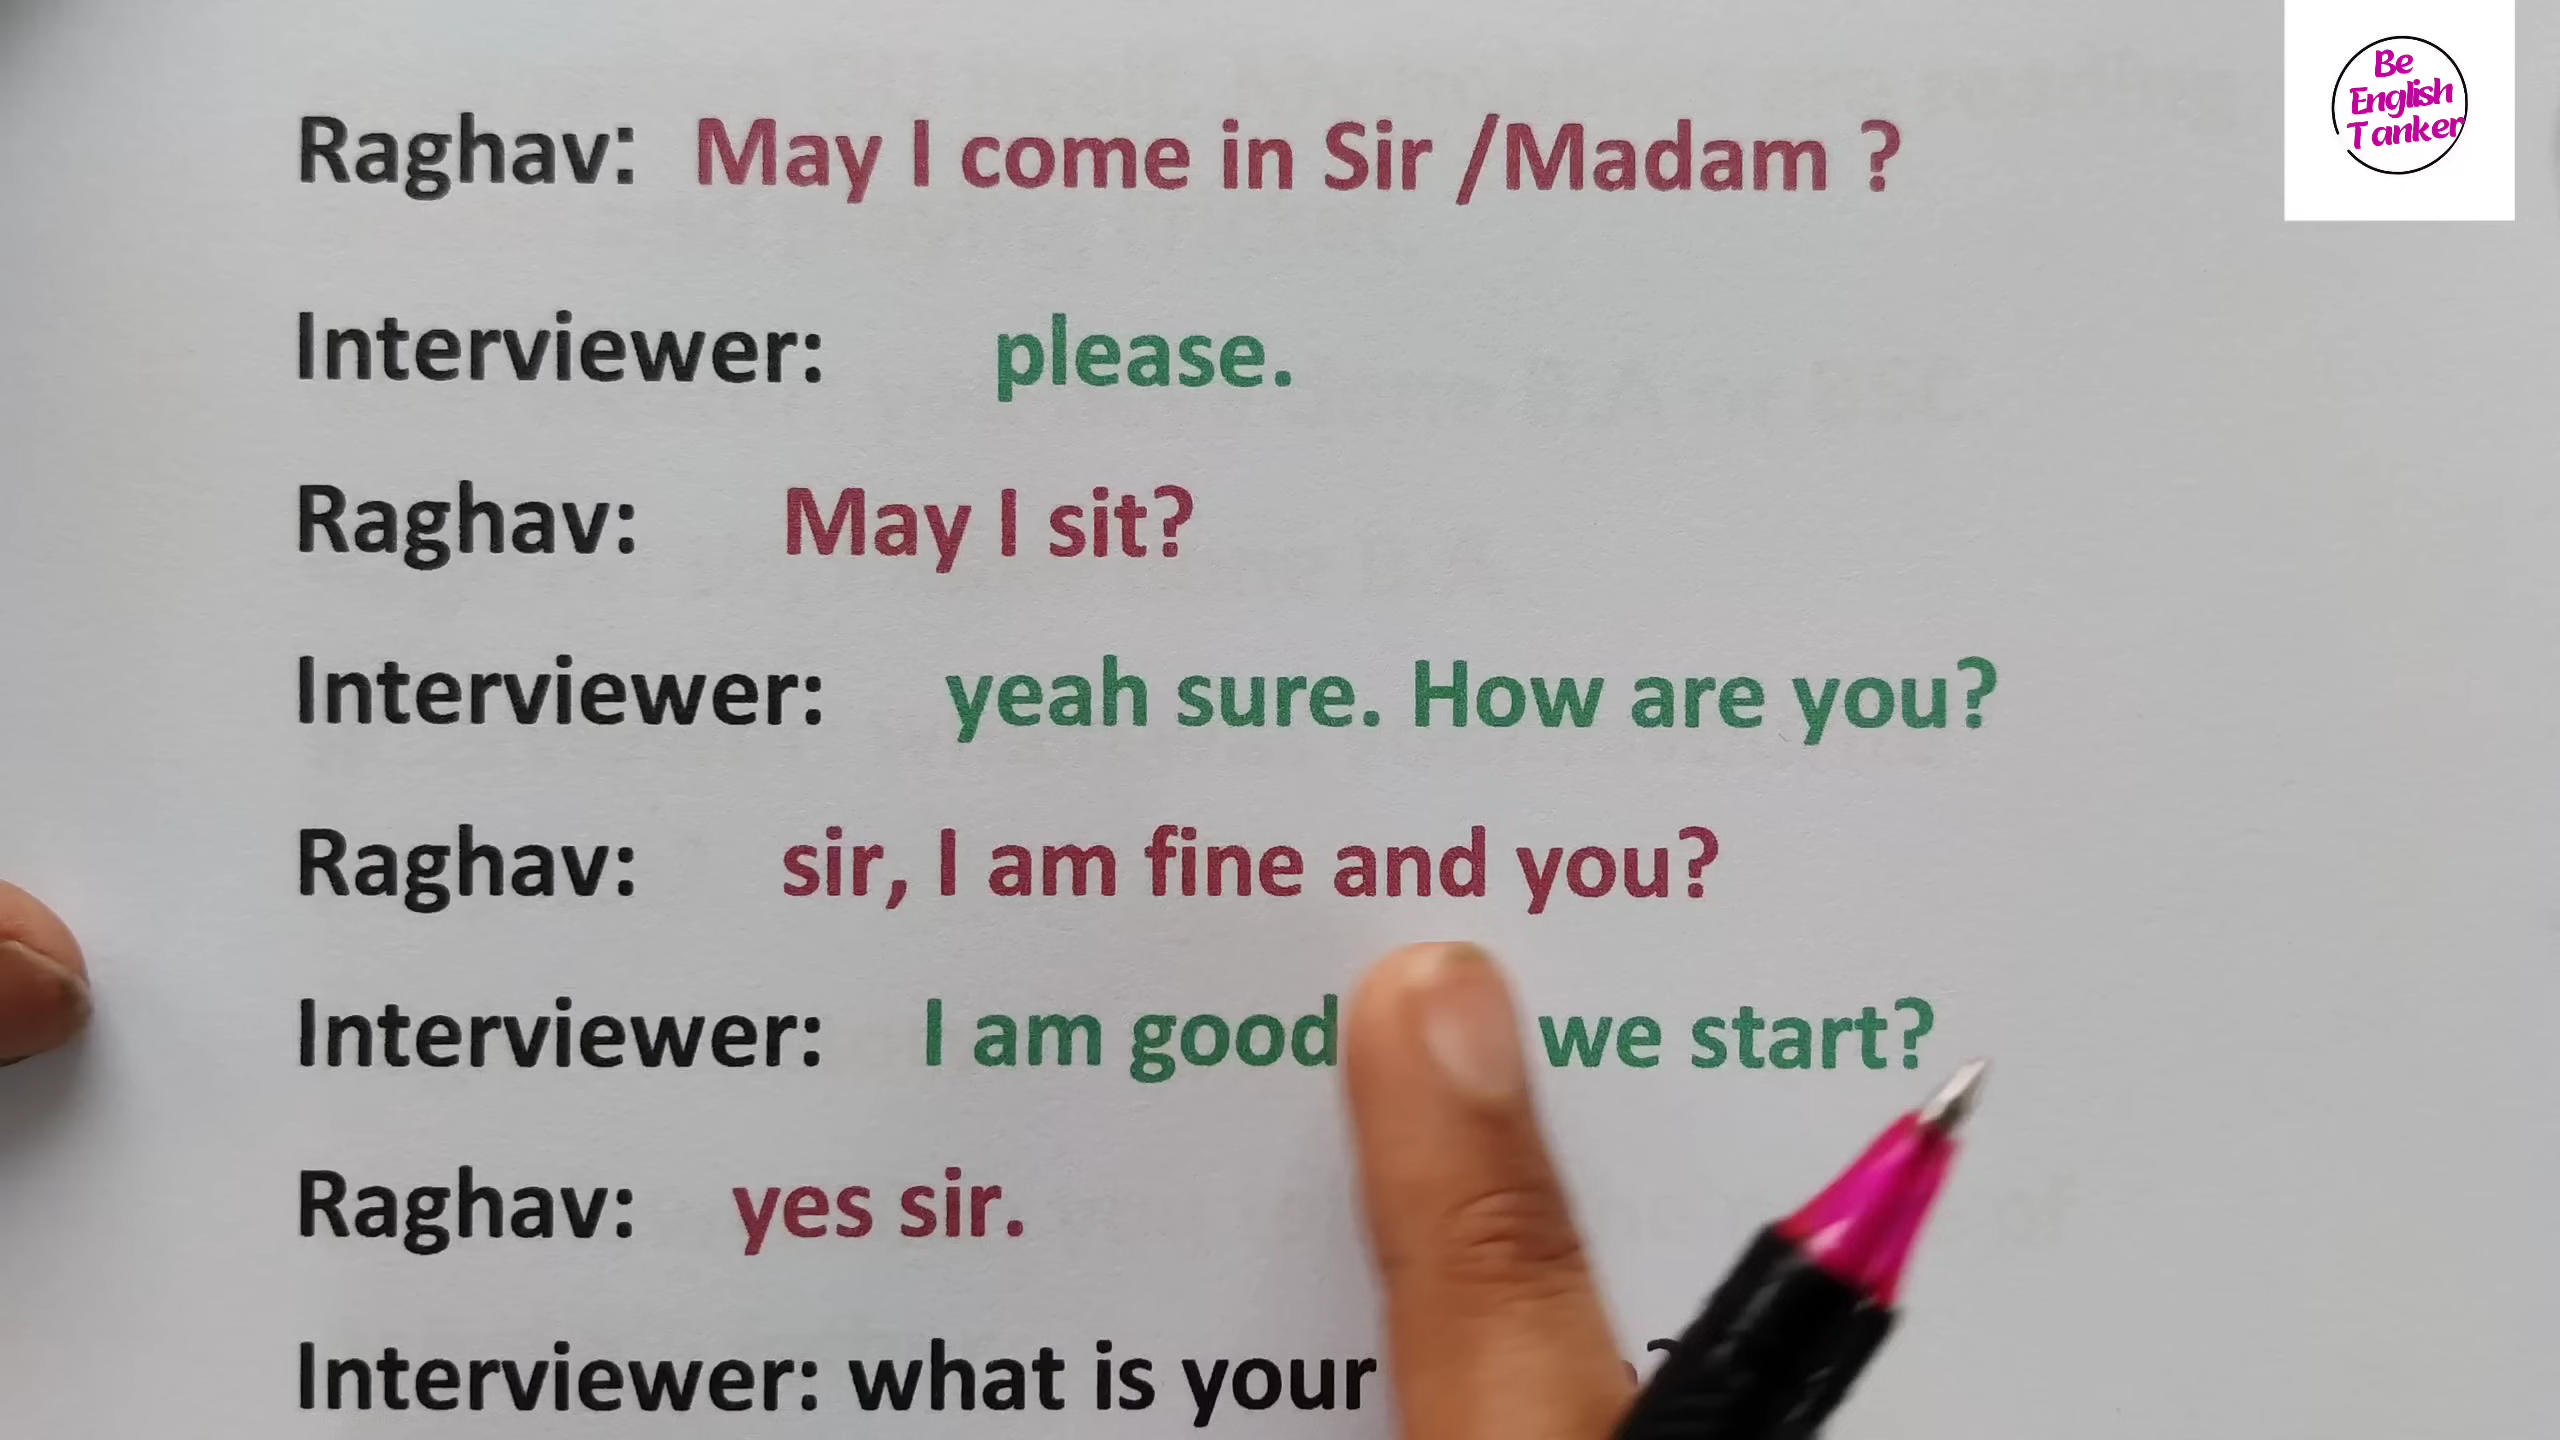 Be
English
Tanker
Raghav: May I come in Sir /Madam ?
Interviewer: please.
Raghav: May I sit?
Interviewer: yeah sure. How are you?
Raghav: sir, I am fine and you?
Interviewer: I am good we start?
Raghav: yes sir.
Interviewer: what is your